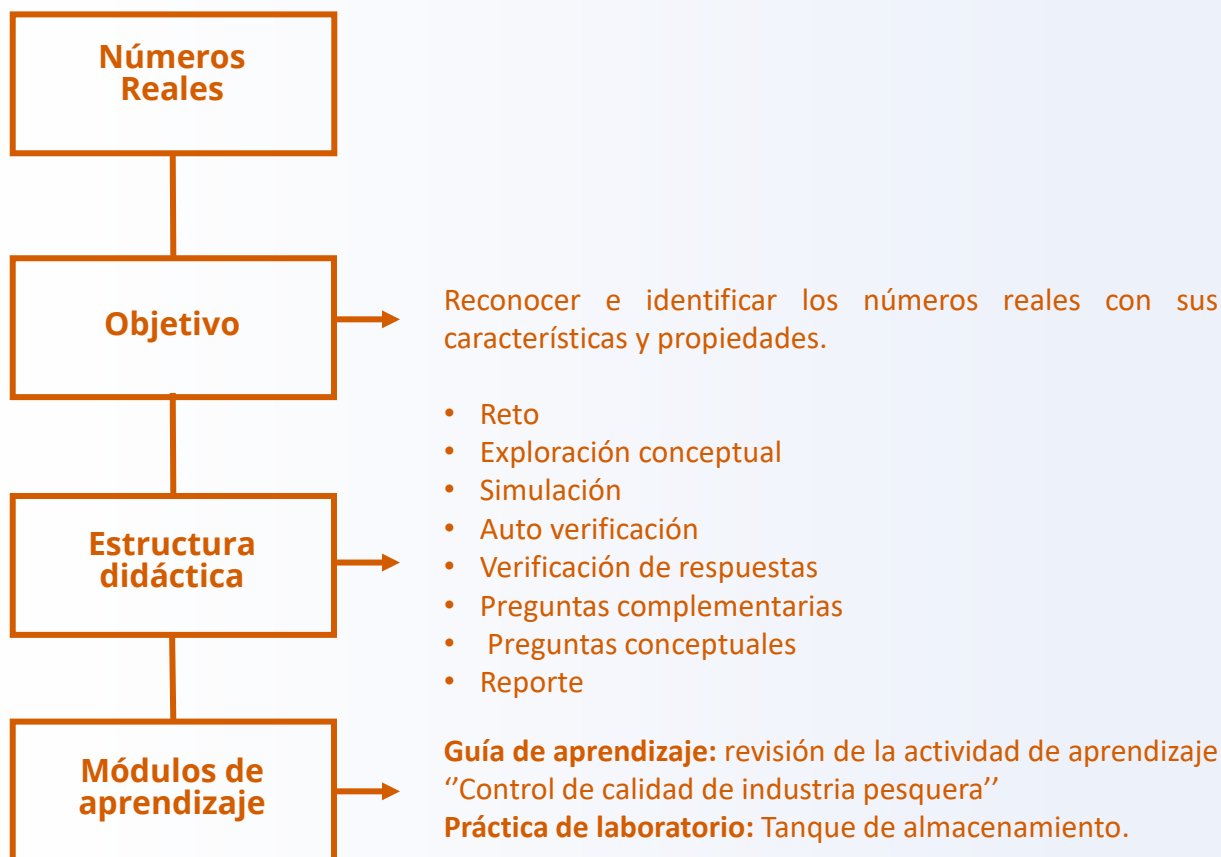 Números
Reales
Objetivo
Reconocer e identificar los números reales con sus
características y propiedades.
Estructura
didáctica
• Reto
• Exploración conceptual
• Simulación
• Auto verificación
• Verificación de respuestas
• Preguntas complementarias
• Preguntas conceptuales
• Reporte
Módulos de
aprendizaje
Guía de aprendizaje: revisión de la actividad de aprendizaje
‘’Control de calidad de industria pesquera’’
Práctica de laboratorio: Tanque de almacenamiento.